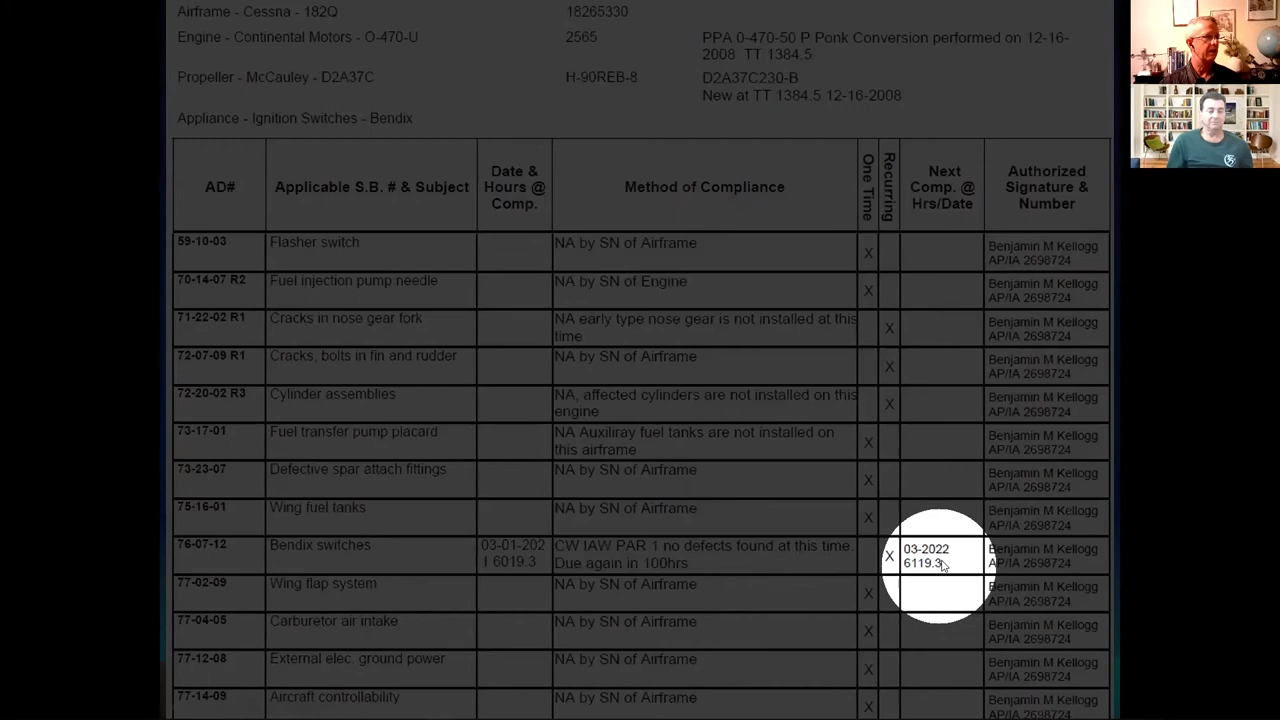 Airframe - Cessna - 182Q 18265330
Engine - Continental Motors - O-470-U 2565 PPA 0-470-50 P Ponk Conversion performed on 12-16-
2008 TT 1384.5
Propeller - McCauley - D2A37C H-90REB-8 D2A37C230-B
New at TT 1384.5 12-16-2008
Appliance - Ignition Switches - Bendix
AD#
Applicable S.B. # & Subject
Date &
Hours @
Comp.
Method of Compliance
One Time
Recurring
Next
Comp. @
Hrs/Date
Authorized
Signature &
Number
59-10-03 Flasher switch NA by SN of Airframe X Benjamin M Kellogg
AP/IA 2698724
70-14-07 R2 Fuel injection pump needle NA by SN of Engine X Benjamin M Kellogg
AP/IA 2698724
71-22-02 R1 Cracks in nose gear fork NA early type nose gear is not installed at this X Benjamin M Kellogg
time AP/IA 2698724
72-07-09 R1 Cracks, bolts in fin and rudder NA by SN of Airframe X Benjamin M Kellogg
AP/IA 2698724
72-20-02 R3 Cylinder assemblies NA, affected cylinders are not installed on this X Benjamin M Kellogg
engine AP/IA 2698724
73-17-01 Fuel transfer pump placard NA Auxiliray fuel tanks are not installed on X Benjamin M Kellogg
this airframe AP/IA 2698724
73-23-07 Defective spar attach fittings NA by SN of Airframe X Benjamin M Kellogg
AP/IA 2698724
75-16-01 Wing fuel tanks NA by SN of Airframe X Benjamin M Kellogg
AP/IA 2698724
76-07-12 Bendix switches 03-01-202 CW IAW PAR 1 no defects found at this time. X 03-2022 Benjamin M Kellogg
1 6019.3 Due again in 100hrs 6119.3 AP/IA 2698724
77-02-09 Wing flap system NA by SN of Airframe X Benjamin M Kellogg
AP/IA 2698724
77-04-05 Carburetor air intake NA by SN of Airframe X Benjamin M Kellogg
AP/IA 2698724
77-12-08 External elec. ground power NA by SN of Airframe X Benjamin M Kellogg
AP/IA 2698724
77-14-09 Aircraft controllability NA by SN of Airframe X Benjamin M Kellogg
AP/IA 2698724